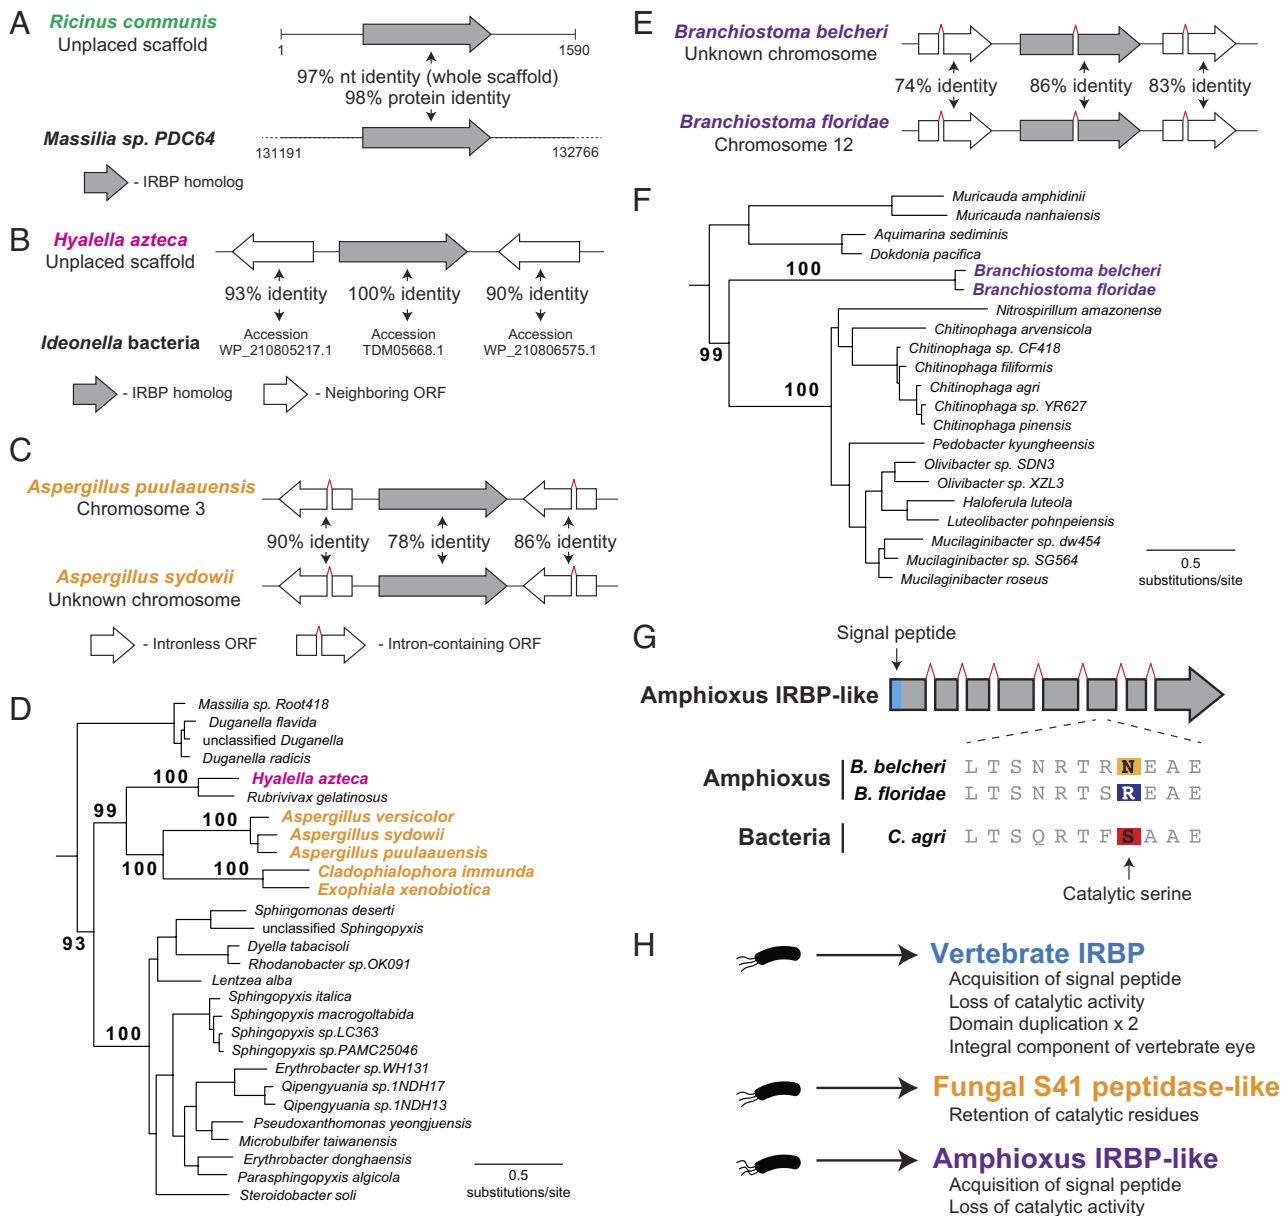 A
Ricinus communis
Unplaced scaffold
1
1590
97% nt identity (whole scaffold)
98% protein identity
Massilia sp. PDC64
131191
132766
- IRBP homolog
B
Hyalella azteca
Unplaced scaffold
93% identity
100% identity
90% identity
Ideonella bacteria
Accession
WP_210805217.1
Accession
TDM05668.1
Accession
WP_210806575.1
- IRBP homolog
- Neighboring ORF
C
Aspergillus puulaauensis
Chromosome 3
90% identity
78% identity
86% identity
Aspergillus sydowii
Unknown chromosome
- Intronless ORF
- Intron-containing ORF
D
Massilia sp. Root418
Duganella flavida
unclassified Duganella
Duganella radicis
100
Hyalella azteca
Rubrivivax gelatinosus
99
100
Aspergillus versicolor
Aspergillus sydowii
Aspergillus puulaauensis
100
100
Cladophialophora immunda
Exophiala xenobiotica
93
Sphingomonas deserti
unclassified Sphingopyxis
Dyella tabacisoli
Rhodanobacter sp.OK091
Lentzea alba
100
Sphingopyxis italica
Sphingopyxis macrogoltabida
Sphingopyxis sp.LC363
Sphingopyxis sp.PAMC25046
Erythrobacter sp.WH131
Qipengyuania sp.1NDH17
Qipengyuania sp.1NDH13
Pseudoxanthomonas yeongjuensis
Microbulbifer taiwanensis
Erythrobacter donghaensis
Parasphingopyxis algicola
Steroidobacter soli
0.5
substitutions/site
E
Branchiostoma belcheri
Unknown chromosome
74% identity
86% identity
83% identity
Branchiostoma floridae
Chromosome 12
F
Muricauda amphidinii
Muricauda nanhaiensis
Aquimarina sediminis
Dokdonia pacifica
100
Branchiostoma belcheri
Branchiostoma floridae
99
Nitrospirillum amazonense
Chitinophaga arvensicola
Chitinophaga sp. CF418
Chitinophaga filiformis
100
Chitinophaga agri
Chitinophaga sp. YR627
Chitinophaga pinensis
Pedobacter kyungheensis
Olivibacter sp. SDN3
Olivibacter sp. XZL3
Haloferula luteola
Luteolibacter pohnpeiensis
Mucilaginibacter sp. dw454
Mucilaginibacter sp. SG564
Mucilaginibacter roseus
0.5
substitutions/site
G
Signal peptide
Amphioxus IRBP-like
Amphioxus
B. belcheri L T S N R T R N E A E
B. floridae L T S N R T S R E A E
Bacteria
C. agri L T S Q R T F S A A E
Catalytic serine
H
Vertebrate IRBP
Acquisition of signal peptide
Loss of catalytic activity
Domain duplication x 2
Integral component of vertebrate eye
Fungal S41 peptidase-like
Retention of catalytic residues
Amphioxus IRBP-like
Acquisition of signal peptide
Loss of catalytic activity